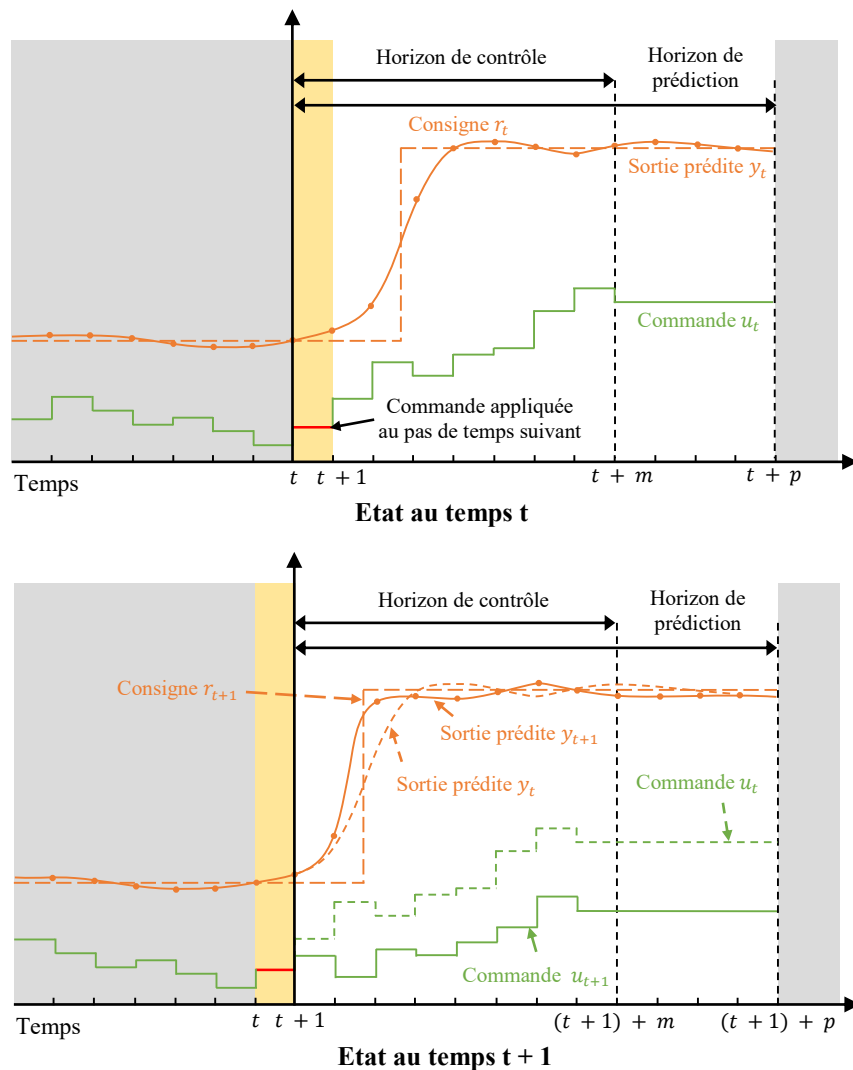 Horizon de contrôle
Horizon de
prédiction
Consigne r_t
Sortie prédite y_t
Commande u_t
Commande appliquée
au pas de temps suivant
Temps
t
t + 1
t + m
t + p
Etat au temps t
Horizon de contrôle
Horizon de
prédiction
Consigne r_{t+1}
Sortie prédite y_{t+1}
Sortie prédite y_t
Commande u_t
Commande u_{t+1}
Temps
t
t + 1
(t + 1) + m
(t + 1) + p
Etat au temps t + 1